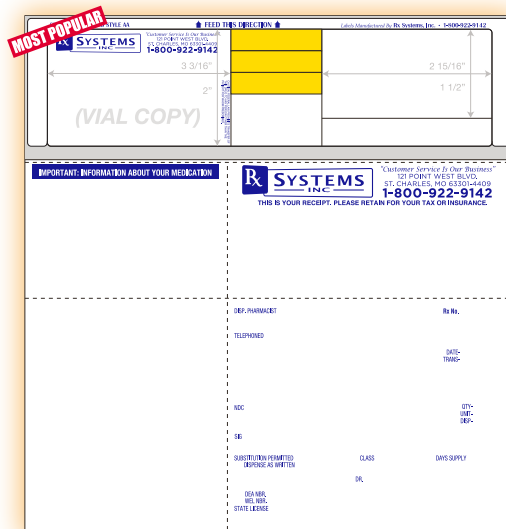 MOST POPULAR
STYLE AA
FEED THIS DIRECTION
Labels Manufactured By Rx Systems, Inc. • 1-800-922-9142
Rx SYSTEMS INC
"Customer Service Is Our Business"
121 POINT WEST BLVD.
ST. CHARLES, MO 63301-4409
1-800-922-9142
3 3/16"
2 15/16"
2"
1 1/2"
(VIAL COPY)
IMPORTANT: INFORMATION ABOUT YOUR MEDICATION
Rx SYSTEMS
INC
"Customer Service Is Our Business"
121 POINT WEST BLVD.
ST. CHARLES, MO 63301-4409
1-800-922-9142
THIS IS YOUR RECEIPT. PLEASE RETAIN FOR YOUR TAX OR INSURANCE.
DISP. PHARMACIST
Rx No.
TELEPHONED
DATE-
TRANS-
NDC
QTY-
UNIT-
DISP-
SIG
SUBSTITUTION PERMITTED
CLASS
DAYS SUPPLY
DISPENSE AS WRITTEN
DR.
DEA NBR.
WEL NBR.
STATE LICENSE